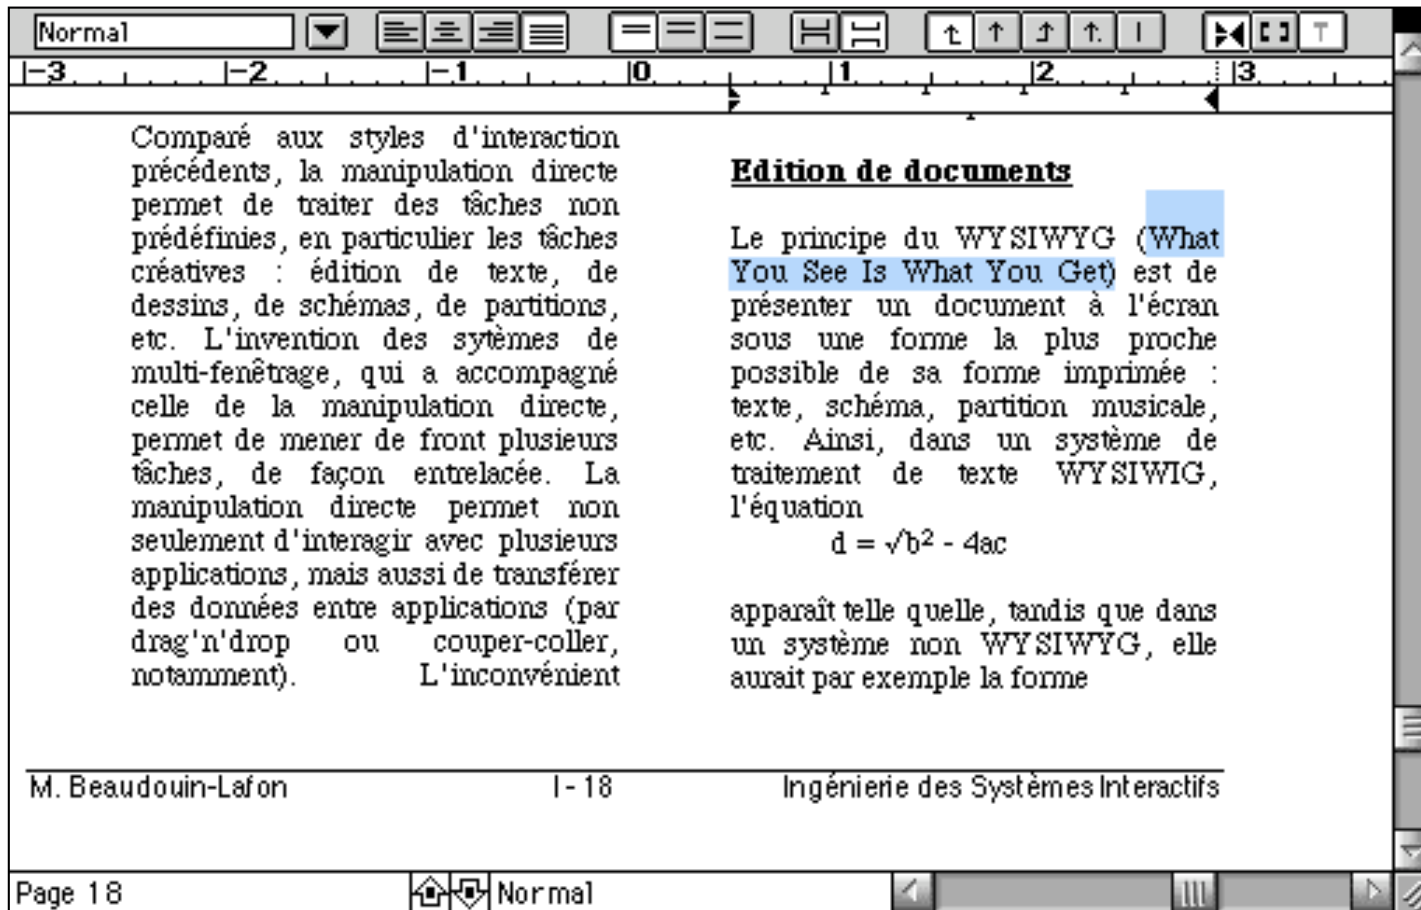 Normal
-3 -2 -1 0 1 2 3
Comparé aux styles d'interaction
précédents, la manipulation directe
permet de traiter des tâches non
prédéfinies, en particulier les tâches
créatives : édition de texte, de
dessins, de schémas, de partitions,
etc. L'invention des sytèmes de
multi-fenêtrage, qui a accompagné
celle de la manipulation directe,
permet de mener de front plusieurs
tâches, de façon entrelacée. La
manipulation directe permet non
seulement d'interagir avec plusieurs
applications, mais aussi de transférer
des données entre applications (par
drag'n'drop ou couper-coller,
notamment). L'inconvénient
Edition de documents
Le principe du WYSIWYG (What
You See Is What You Get) est de
présenter un document à l'écran
sous une forme la plus proche
possible de sa forme imprimée :
texte, schéma, partition musicale,
etc. Ainsi, dans un système de
traitement de texte WYSIWIG,
l'équation
d = √b² - 4ac
apparaît telle quelle, tandis que dans
un système non WYSIWYG, elle
aurait par exemple la forme
M. Beaudouin-Lafon I - 18 Ingénierie des Systèmes Interactifs
Page 18 Normal